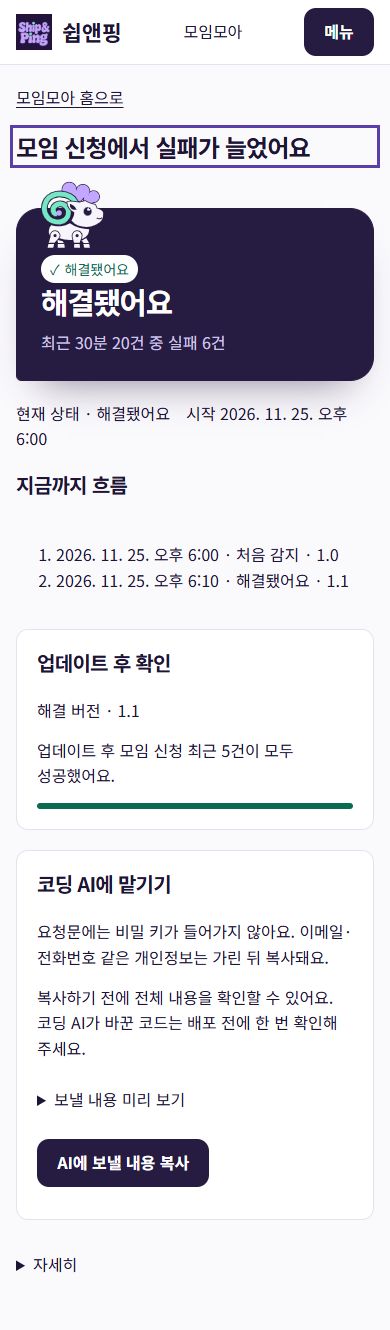 Ship&
Ping
쉽앤핑
모임모아
메뉴
모임모아 홈으로
모임 신청에서 실패가 늘었어요
✓ 해결됐어요
해결됐어요
최근 30분 20건 중 실패 6건
현재 상태 · 해결됐어요 시작 2026. 11. 25. 오후
6:00
지금까지 흐름
1. 2026. 11. 25. 오후 6:00 · 처음 감지 · 1.0
2. 2026. 11. 25. 오후 6:10 · 해결됐어요 · 1.1
업데이트 후 확인
해결 버전 · 1.1
업데이트 후 모임 신청 최근 5건이 모두
성공했어요.
코딩 AI에 맡기기
요청문에는 비밀 키가 들어가지 않아요. 이메일·
전화번호 같은 개인정보는 가린 뒤 복사돼요.
복사하기 전에 전체 내용을 확인할 수 있어요.
코딩 AI가 바꾼 코드는 배포 전에 한 번 확인해
주세요.
▶ 보낼 내용 미리 보기
AI에 보낼 내용 복사
▶ 자세히